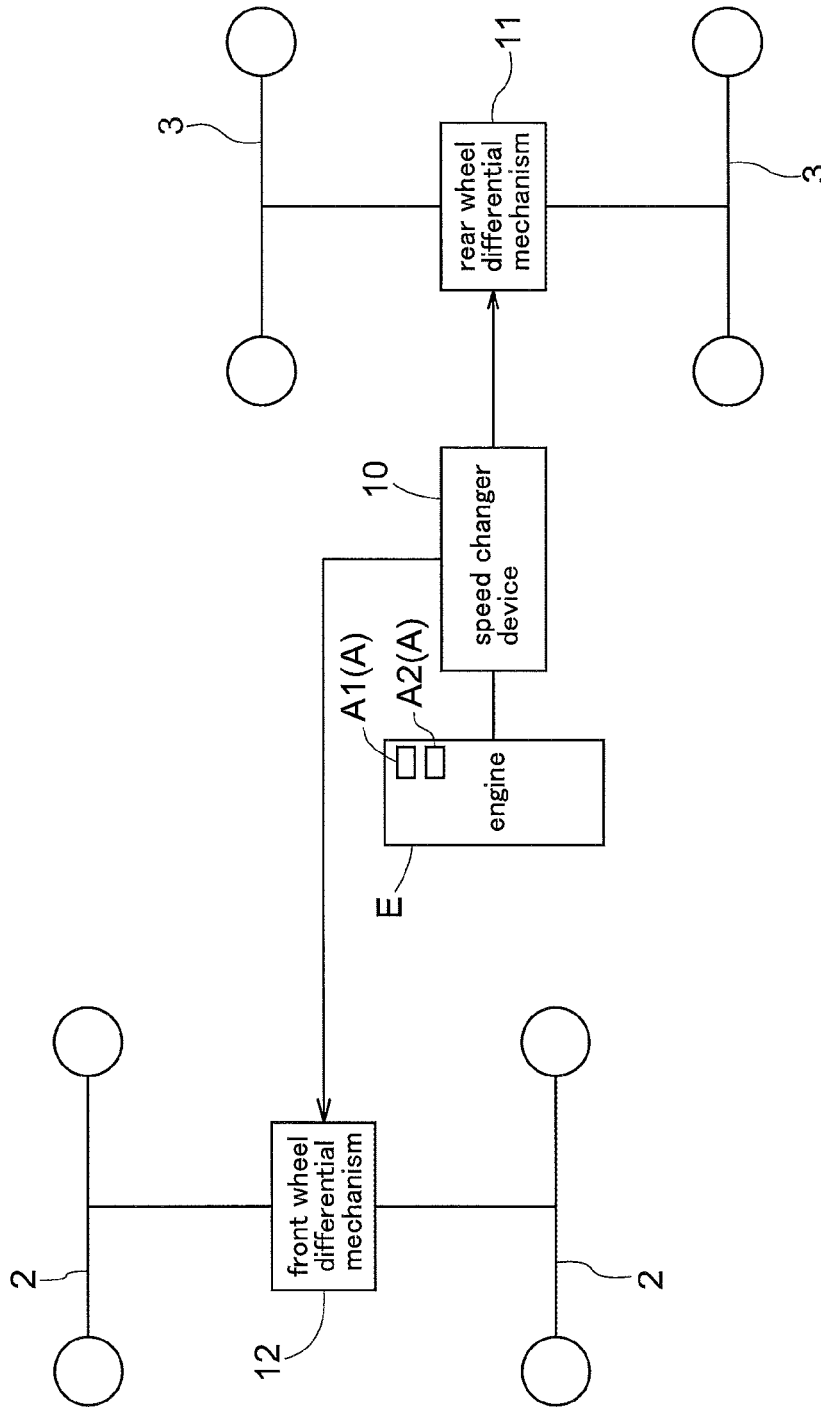 2
3
12
front wheel
differential
mechanism
A1(A)
A2(A)
E
engine
10
speed changer
device
rear wheel
differential
mechanism
11
2
3